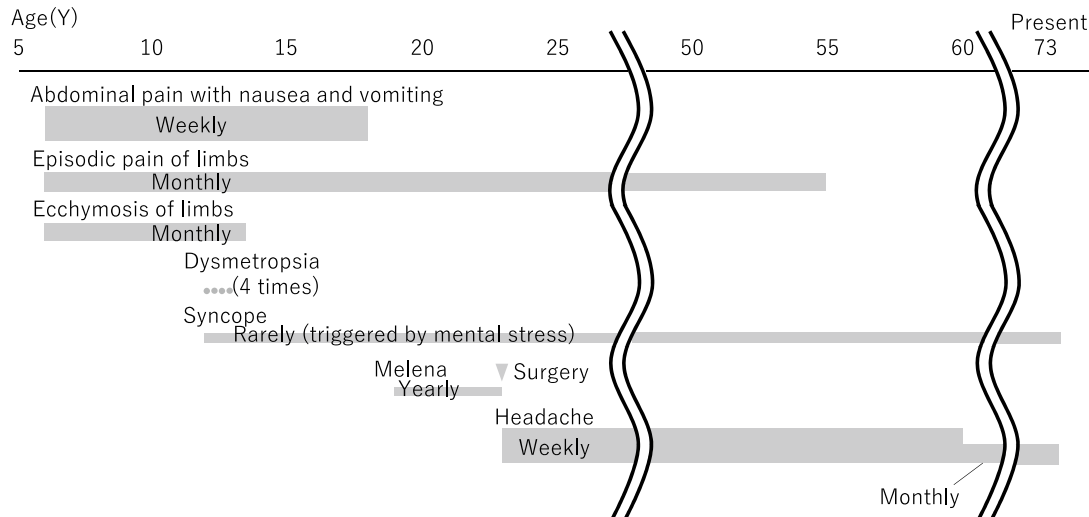 Age(Y)
Present
5 10 15 20 25 50 55 60 73
Abdominal pain with nausea and vomiting
Weekly
Episodic pain of limbs
Monthly
Ecchymosis of limbs
Monthly
Dysmetropsia
(4 times)
Syncope
Rarely (triggered by mental stress)
Melena
Surgery
Yearly
Headache
Weekly
Monthly